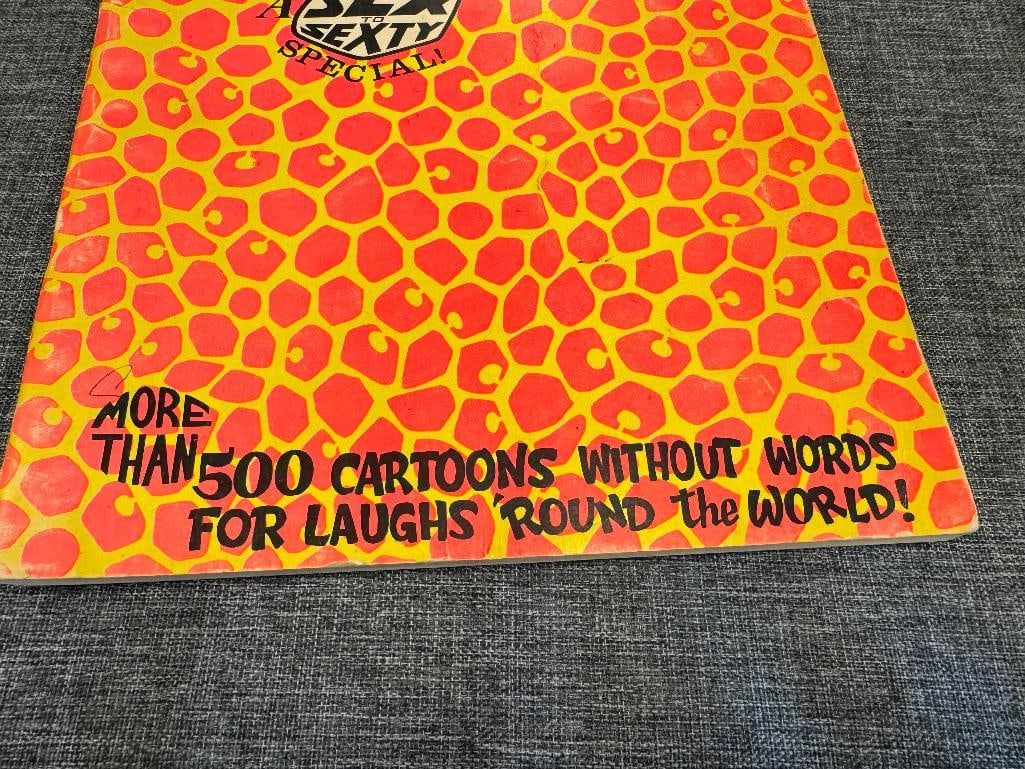 A SEX
TO
SEXTY
SPECIAL!
MORE
THAN 500 CARTOONS WITHOUT WORDS
FOR LAUGHS 'ROUND the WORLD!